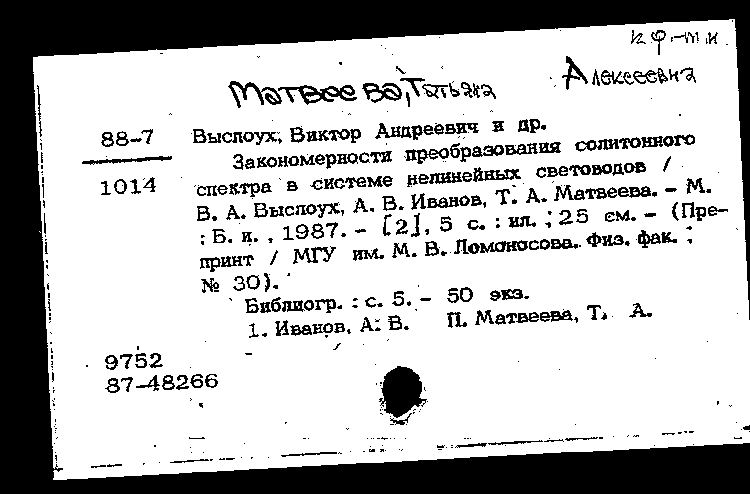 к ф.-м.н
Матвеева, Татьяна Алексеевна
88-7 Выслоух, Виктор Андреевич и др.
Закономерности преобразования солитонного
1014 спектра в системе нелинейных световодов /
В. А. Выслоух, А. В. Иванов, Т. А. Матвеева. - М.
: Б. и. , 1987. - [2], 5 с. : ил. ; 25 см. - (Пре-
принт / МГУ им. М. В. Ломоносова. Физ. фак. ;
№ 30).
Библиогр. : с. 5. - 50 экз.
1. Иванов, А. В. П. Матвеева, Т. А.
9752
87-48266